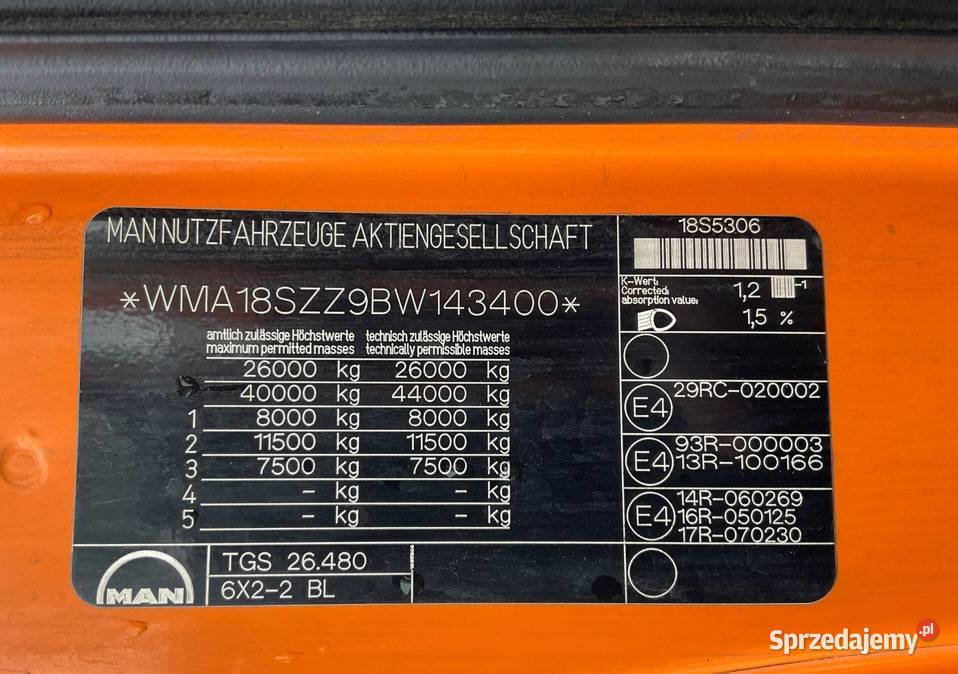 MAN NUTZFAHRZEUGE AKTIENGESELLSCHAFT
*WMA18SZZ9BW143400*
amtlich zulässige Höchstwerte technisch zulässige Höchstwerte
maximum permitted masses technically permissible masses
26000 kg 26000 kg
40000 kg 44000 kg
1 8000 kg 8000 kg
2 11500 kg 11500 kg
3 7500 kg 7500 kg
4 - kg - kg
5 - kg - kg
MAN
TGS 26.480
6X2-2 BL
18S5306
K-Wert:
Corrected
absorption value:
1,2 -1
1,5 %
E4 29RC-020002
E4 93R-000003
13R-100166
E4 14R-060269
16R-050125
17R-070230
Sprzedajemy.pl